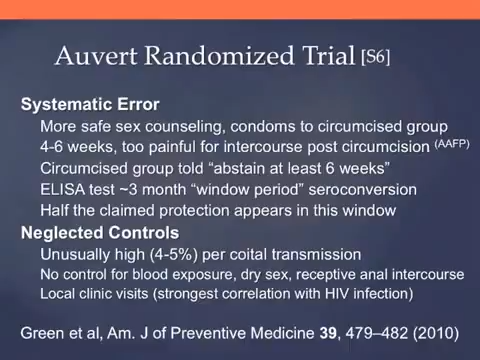 Auvert Randomized Trial [S6]
Systematic Error
More safe sex counseling, condoms to circumcised group
4-6 weeks, too painful for intercourse post circumcision (AAFP)
Circumcised group told “abstain at least 6 weeks”
ELISA test ~3 month “window period” seroconversion
Half the claimed protection appears in this window
Neglected Controls
Unusually high (4-5%) per coital transmission
No control for blood exposure, dry sex, receptive anal intercourse
Local clinic visits (strongest correlation with HIV infection)
Green et al, Am. J of Preventive Medicine 39, 479–482 (2010)